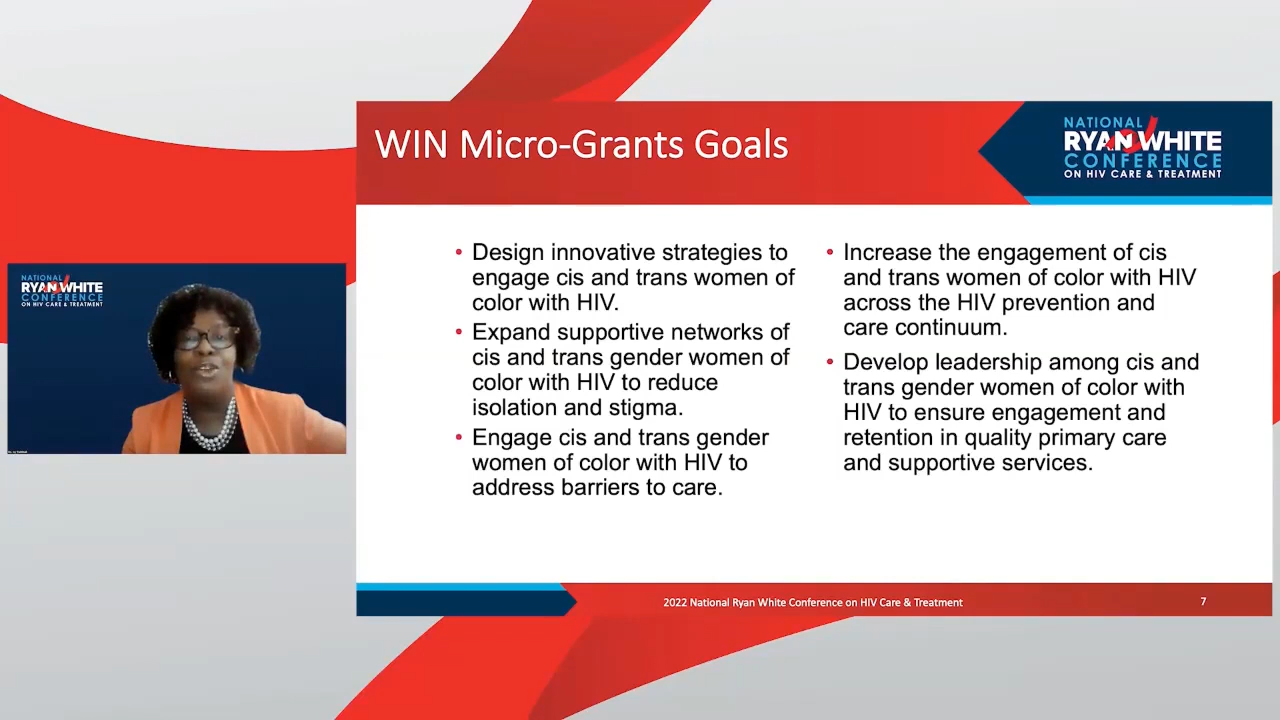 WIN Micro-Grants Goals
NATIONAL
RYAN WHITE
CONFERENCE
ON HIV CARE & TREATMENT
• Design innovative strategies to
engage cis and trans women of
color with HIV.
• Expand supportive networks of
cis and trans gender women of
color with HIV to reduce
isolation and stigma.
• Engage cis and trans gender
women of color with HIV to
address barriers to care.
• Increase the engagement of cis
and trans women of color with HIV
across the HIV prevention and
care continuum.
• Develop leadership among cis and
trans gender women of color with
HIV to ensure engagement and
retention in quality primary care
and supportive services.
NATIONAL
RYAN WHITE
CONFERENCE
ON HIV CARE & TREATMENT
2022 National Ryan White Conference on HIV Care & Treatment
7